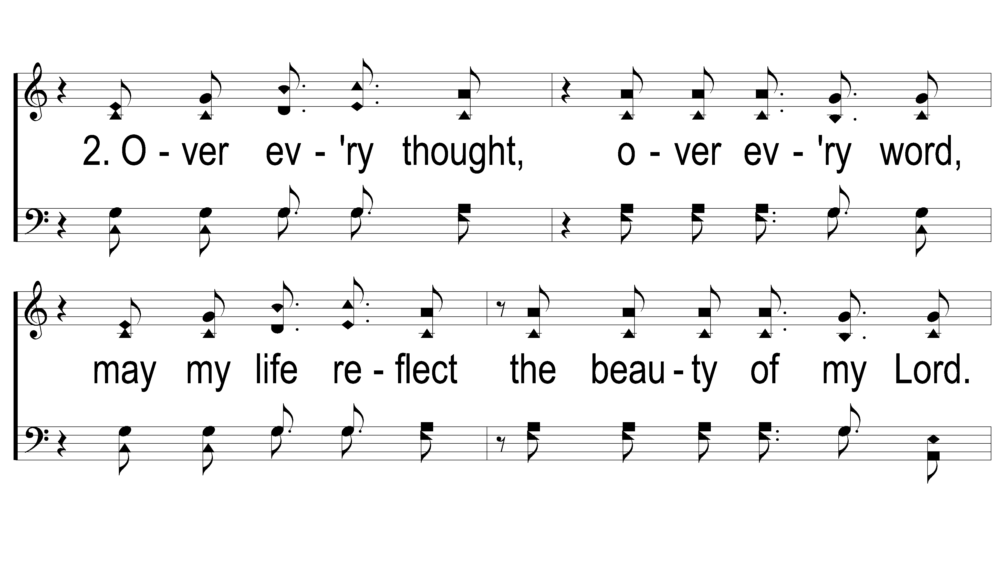 2. O - ver ev - 'ry thought, o - ver ev - 'ry word,
may my life re - flect the beau - ty of my Lord.